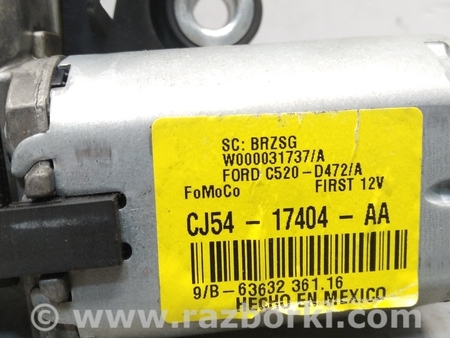 SC: BRZSG
W000031737/A
FORD C520-D472/A
FoMoCo FIRST 12V
CJ54 - 17404 - AA
9/B-63632 361.16
HECHO EN MEXICO
www.razborki.com